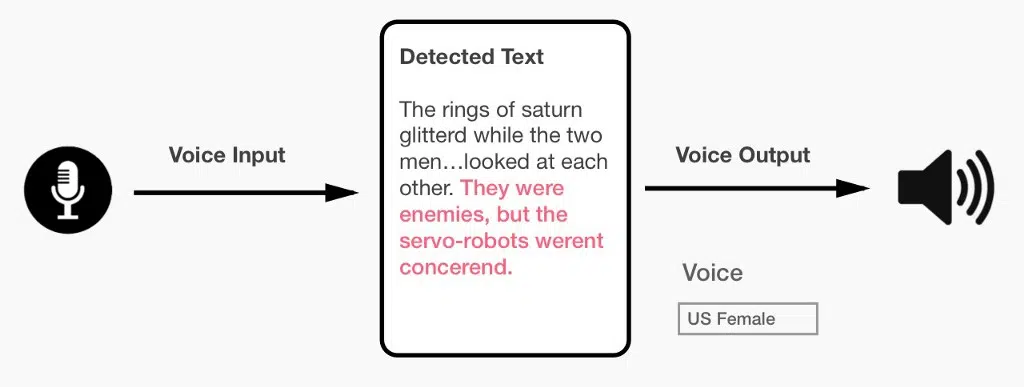 Voice Input
Detected Text
The rings of saturn
glitterd while the two
men...looked at each
other. They were
enemies, but the
servo-robots werent
concerend.
Voice Output
Voice
US Female